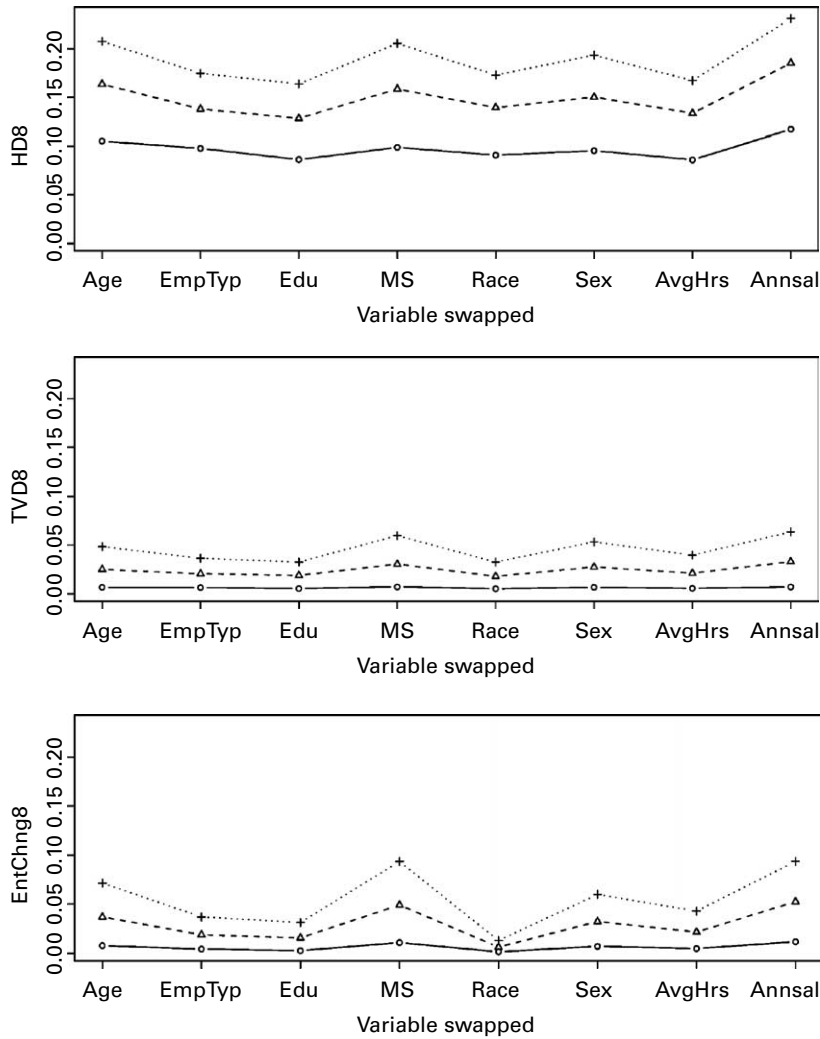 HD8
0.00 0.05 0.10 0.15 0.20
Age EmpTyp Edu MS Race Sex AvgHrs Annsal
Variable swapped
TVD8
0.00 0.05 0.10 0.15 0.20
Age EmpTyp Edu MS Race Sex AvgHrs Annsal
Variable swapped
EntChng8
0.00 0.05 0.10 0.15 0.20
Age EmpTyp Edu MS Race Sex AvgHrs Annsal
Variable swapped